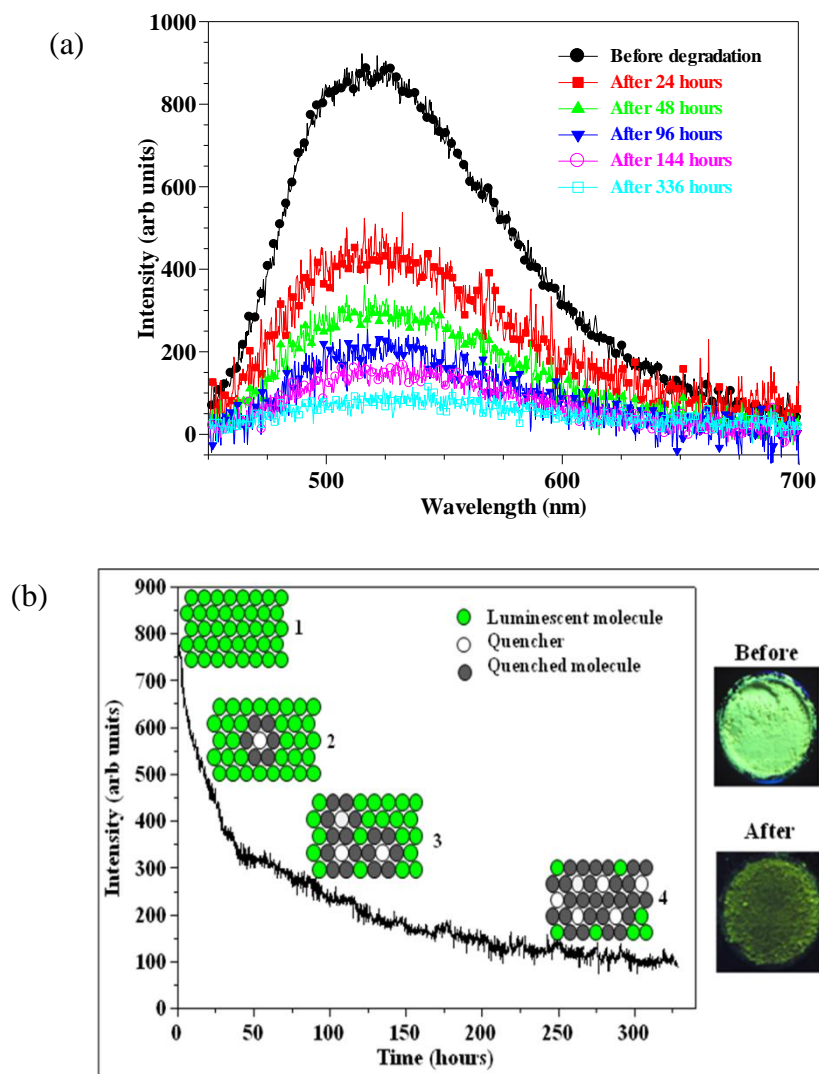 (a)
1000
800
600
400
200
0
Intensity (arb units)
Before degradation
After 24 hours
After 48 hours
After 96 hours
After 144 hours
After 336 hours
500
600
700
Wavelength (nm)
(b)
900
800
700
600
500
400
300
200
100
0
Intensity (arb units)
1
2
3
4
Luminescent molecule
Quencher
Quenched molecule
0
50
100
150
200
250
300
Time (hours)
Before
After